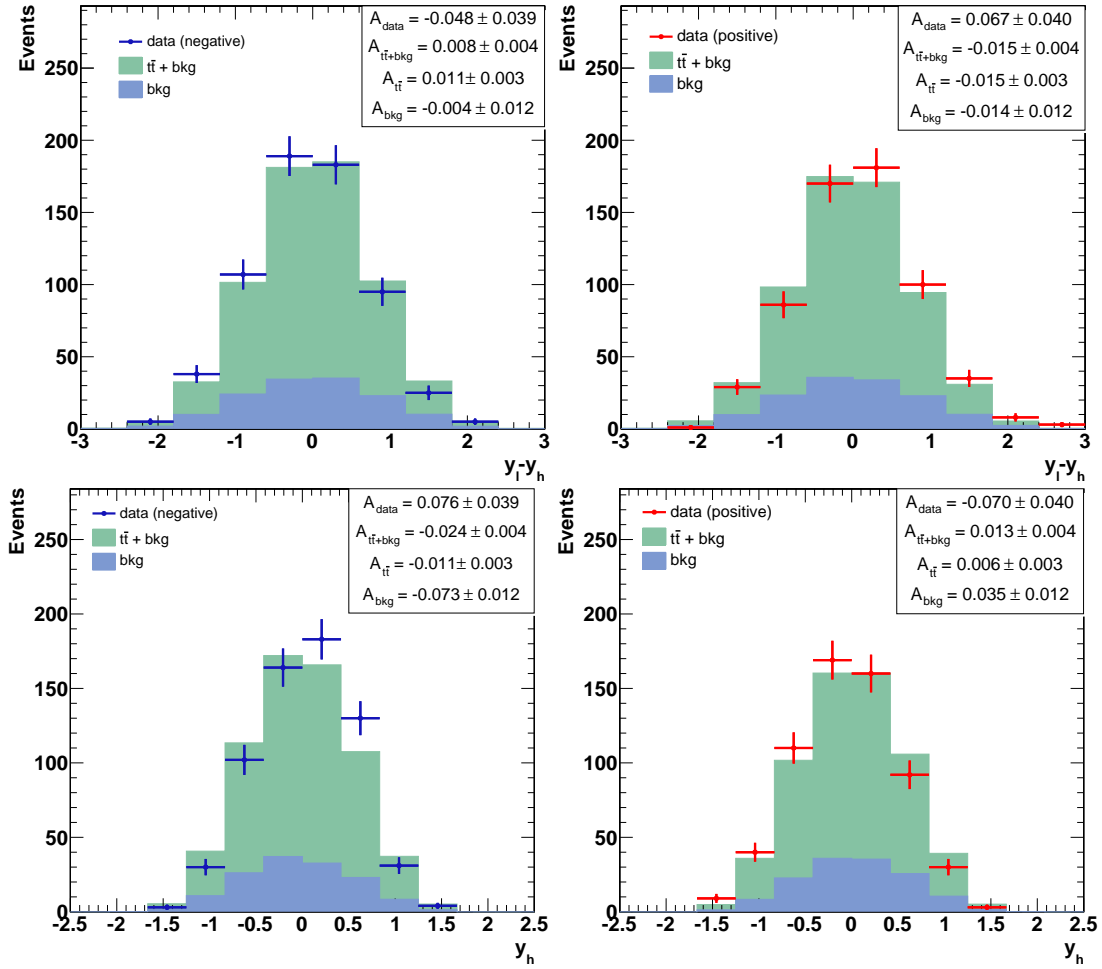 Events
250
200
150
100
50
0
-3 -2 -1 0 1 2 3
y_l-y_h
data (negative)
tt̄ + bkg
bkg
A_data = -0.048 ± 0.039
A_tt̄+bkg = 0.008 ± 0.004
A_tt̄ = 0.011 ± 0.003
A_bkg = -0.004 ± 0.012
Events
250
200
150
100
50
0
-3 -2 -1 0 1 2 3
y_l-y_h
data (positive)
tt̄ + bkg
bkg
A_data = 0.067 ± 0.040
A_tt̄+bkg = -0.015 ± 0.004
A_tt̄ = -0.015 ± 0.003
A_bkg = -0.014 ± 0.012
Events
250
200
150
100
50
0
-2.5 -2 -1.5 -1 -0.5 0 0.5 1 1.5 2 2.5
y_h
data (negative)
tt̄ + bkg
bkg
A_data = 0.076 ± 0.039
A_tt̄+bkg = -0.024 ± 0.004
A_tt̄ = -0.011 ± 0.003
A_bkg = -0.073 ± 0.012
Events
250
200
150
100
50
0
-2.5 -2 -1.5 -1 -0.5 0 0.5 1 1.5 2 2.5
y_h
data (positive)
tt̄ + bkg
bkg
A_data = -0.070 ± 0.040
A_tt̄+bkg = 0.013 ± 0.004
A_tt̄ = 0.006 ± 0.003
A_bkg = 0.035 ± 0.012